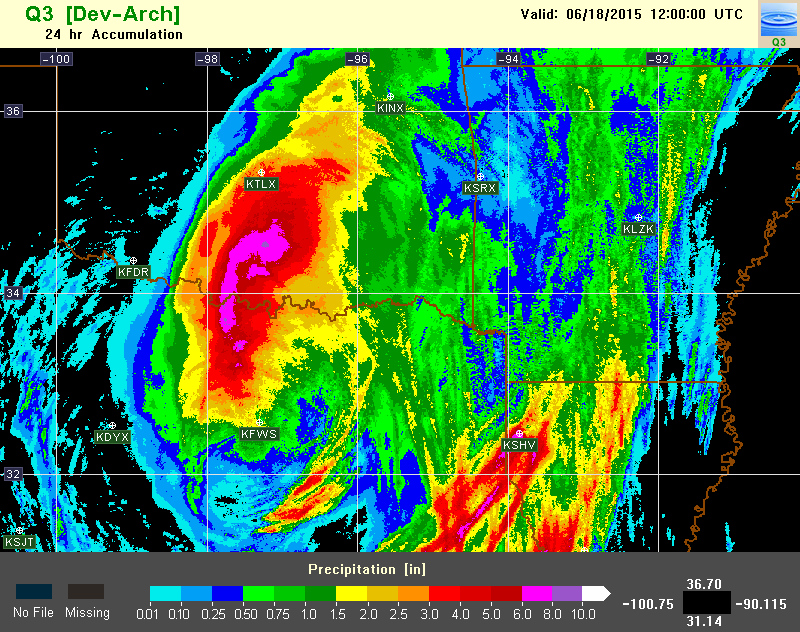 Q3 [Dev-Arch]
24 hr Accumulation
Valid: 06/18/2015 12:00:00 UTC
Q3
-100 -98 -96 -94 -92
36
KINX
KTLX
KSRX
KLZK
KFDR
34
KDYX
KFWS
KSHV
32
KSJT
Precipitation [in]
No File
Missing
0.01 0.10 0.25 0.50 0.75 1.0 1.5 2.0 2.5 3.0 4.0 5.0 6.0 8.0 10.0
36.70
-100.75 -90.115
31.14